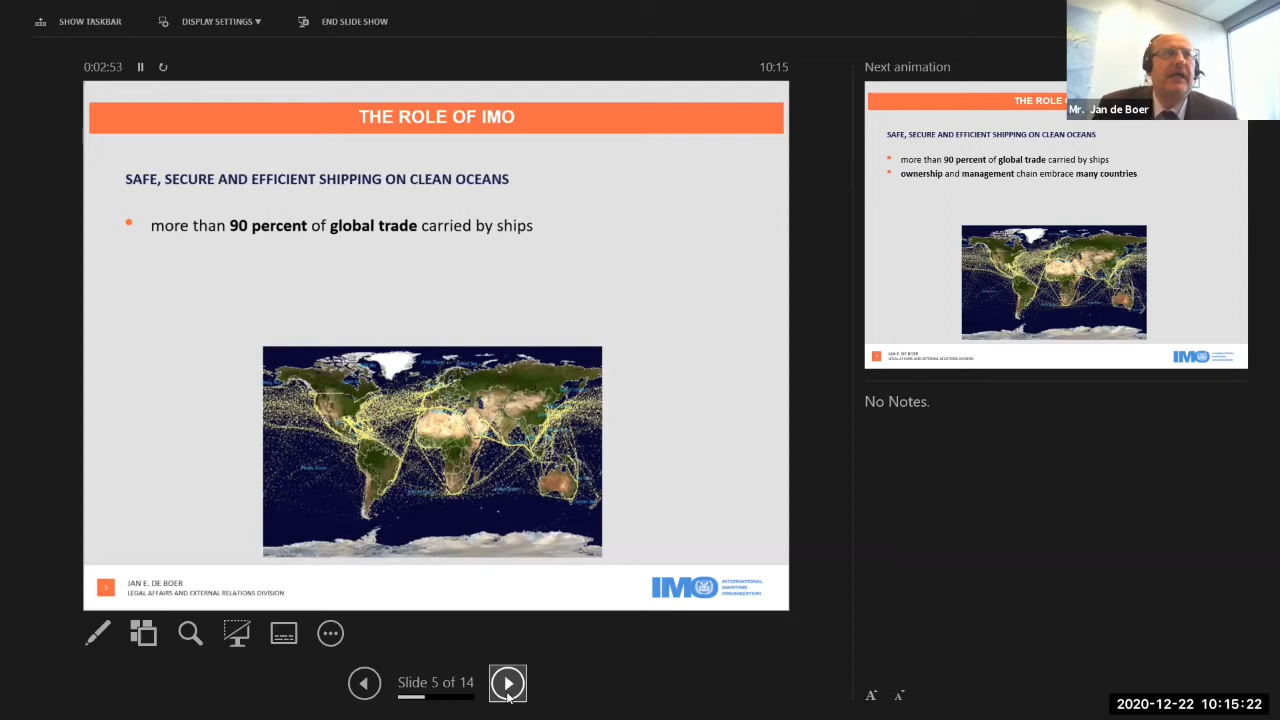 SHOW TASKBAR
DISPLAY SETTINGS ▼
END SLIDE SHOW
0:02:53
10:15
THE ROLE OF IMO
SAFE, SECURE AND EFFICIENT SHIPPING ON CLEAN OCEANS
more than 90 percent of global trade carried by ships
5
JAN E. DE BOER
LEGAL AFFAIRS AND EXTERNAL RELATIONS DIVISION
IMO
INTERNATIONAL
MARITIME
ORGANIZATION
Slide 5 of 14
Next animation
Mr. Jan de Boer
THE ROLE
SAFE, SECURE AND EFFICIENT SHIPPING ON CLEAN OCEANS
more than 90 percent of global trade carried by ships
ownership and management chain embrace many countries
JAN E. DE BOER
LEGAL AFFAIRS AND EXTERNAL RELATIONS DIVISION
IMO
INTERNATIONAL
MARITIME
ORGANIZATION
No Notes.
A A
2020-12-22 10:15:22